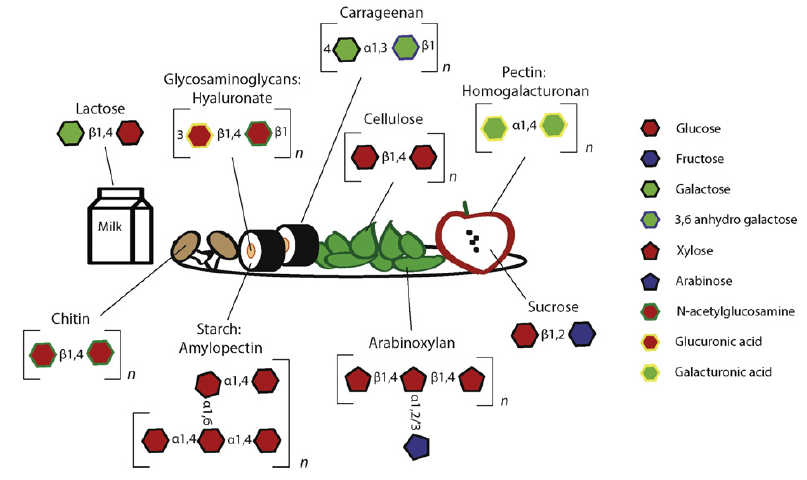 Carrageenan
4 α1,3 β1 n
Glycosaminoglycans:
Hyaluronate
3 β1,4 β1 n
Pectin:
Homogalacturonan
α1,4 n
Lactose
β1,4
Cellulose
β1,4 n
Milk
Chitin
β1,4 n
Starch:
Amylopectin
α1,4
α1,6
α1,4 α1,4 n
Arabinoxylan
β1,4 β1,4 n
α1,2/3
Sucrose
β1,2
Glucose
Fructose
Galactose
3,6 anhydro galactose
Xylose
Arabinose
N-acetylglucosamine
Glucuronic acid
Galacturonic acid